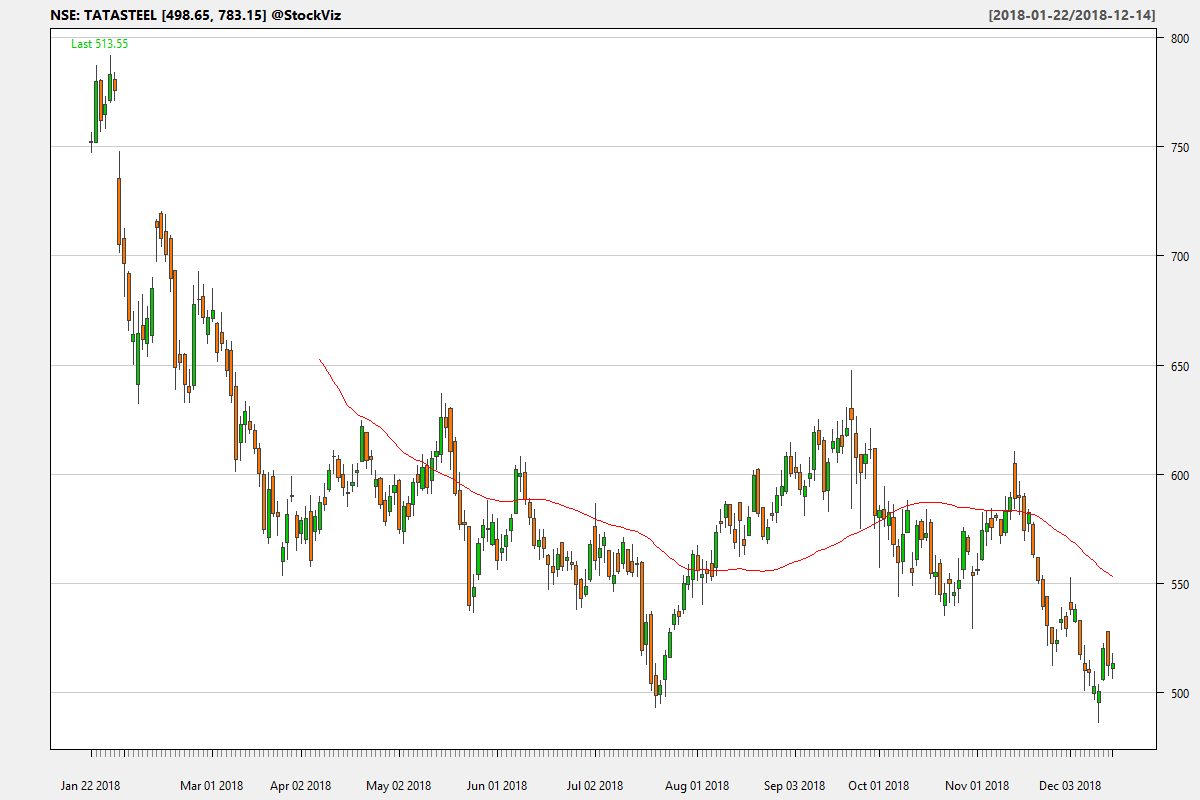 NSE: TATASTEEL [498.65, 783.15] @StockViz
[2018-01-22/2018-12-14]
Last 513.55
800
750
700
650
600
550
500
Jan 22 2018 Mar 01 2018 Apr 02 2018 May 02 2018 Jun 01 2018 Jul 02 2018 Aug 01 2018 Sep 03 2018 Oct 01 2018 Nov 01 2018 Dec 03 2018